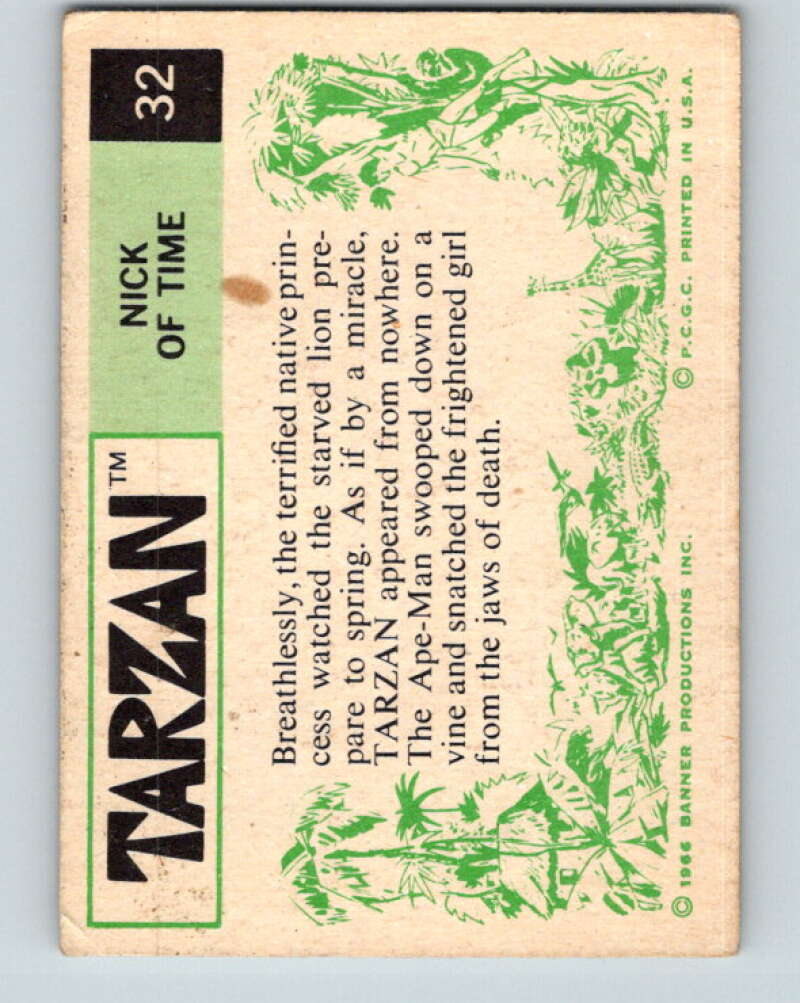 TARZAN™
NICK
OF TIME
32
Breathlessly, the terrified native prin-
cess watched the starved lion pre-
pare to spring. As if by a miracle,
TARZAN appeared from nowhere.
The Ape-Man swooped down on a
vine and snatched the frightened girl
from the jaws of death.
© 1966 BANNER PRODUCTIONS INC. © P.C.G.C. PRINTED IN U.S.A.